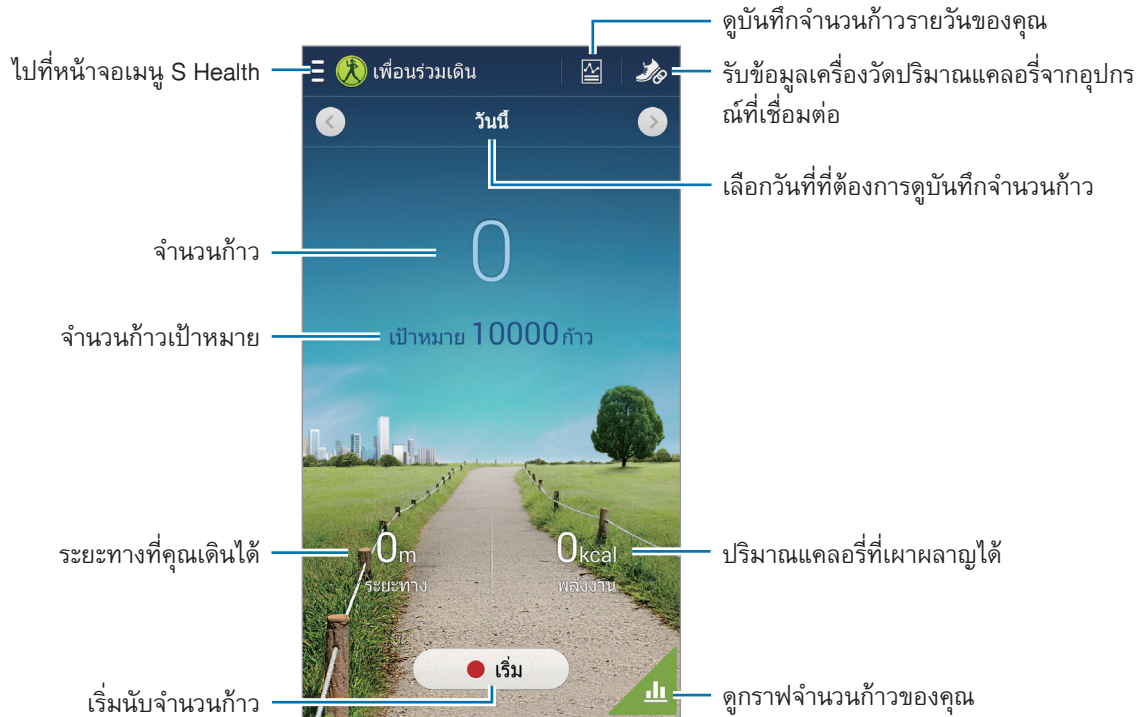 ดูบันทึกจำนวนก้าวรายวันของคุณ
ไปที่หน้าจอเมนู S Health
เพื่อนร่วมเดิน
รับข้อมูลเครื่องวัดปริมาณแคลอรี่จากอุปกร
ณ์ที่เชื่อมต่อ
วันนี้
เลือกวันที่ที่ต้องการดูบันทึกจำนวนก้าว
จำนวนก้าว
0
จำนวนก้าวเป้าหมาย
เป้าหมาย 10000 ก้าว
ระยะทางที่คุณเดินได้
0m
ระยะทาง
0kcal
พลังงาน
ปริมาณแคลอรี่ที่เผาผลาญได้
เริ่ม
เริ่มนับจำนวนก้าว
ดูกราฟจำนวนก้าวของคุณ